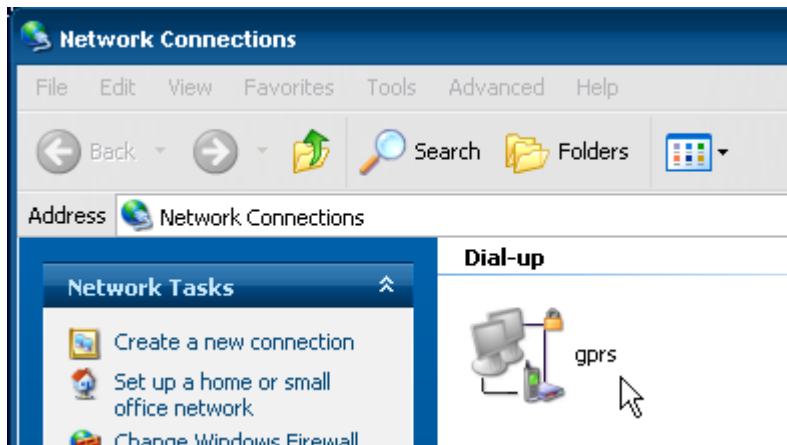 Network Connections
File Edit View Favorites Tools Advanced Help
Back Search Folders
Address Network Connections
Dial-up
Network Tasks
gprs
Create a new connection
Set up a home or small
office network
Change Windows Firewall